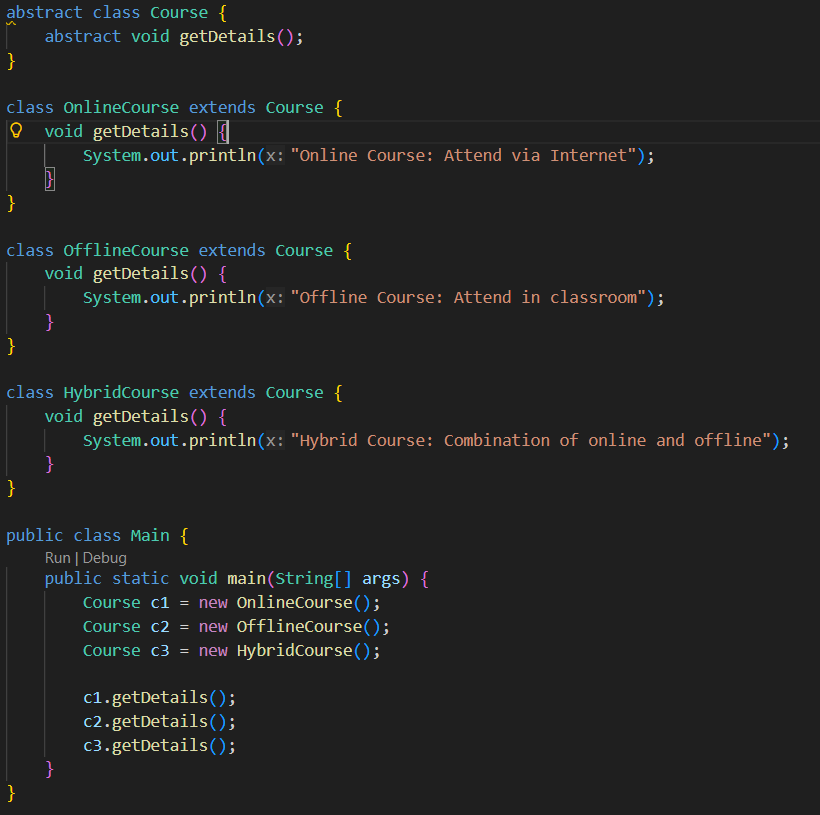 abstract class Course {
    abstract void getDetails();
}

class OnlineCourse extends Course {
    void getDetails() {
        System.out.println(x: "Online Course: Attend via Internet");
    }
}

class OfflineCourse extends Course {
    void getDetails() {
        System.out.println(x: "Offline Course: Attend in classroom");
    }
}

class HybridCourse extends Course {
    void getDetails() {
        System.out.println(x: "Hybrid Course: Combination of online and offline");
    }
}

public class Main {
    Run | Debug
    public static void main(String[] args) {
        Course c1 = new OnlineCourse();
        Course c2 = new OfflineCourse();
        Course c3 = new HybridCourse();

        c1.getDetails();
        c2.getDetails();
        c3.getDetails();
    }
}